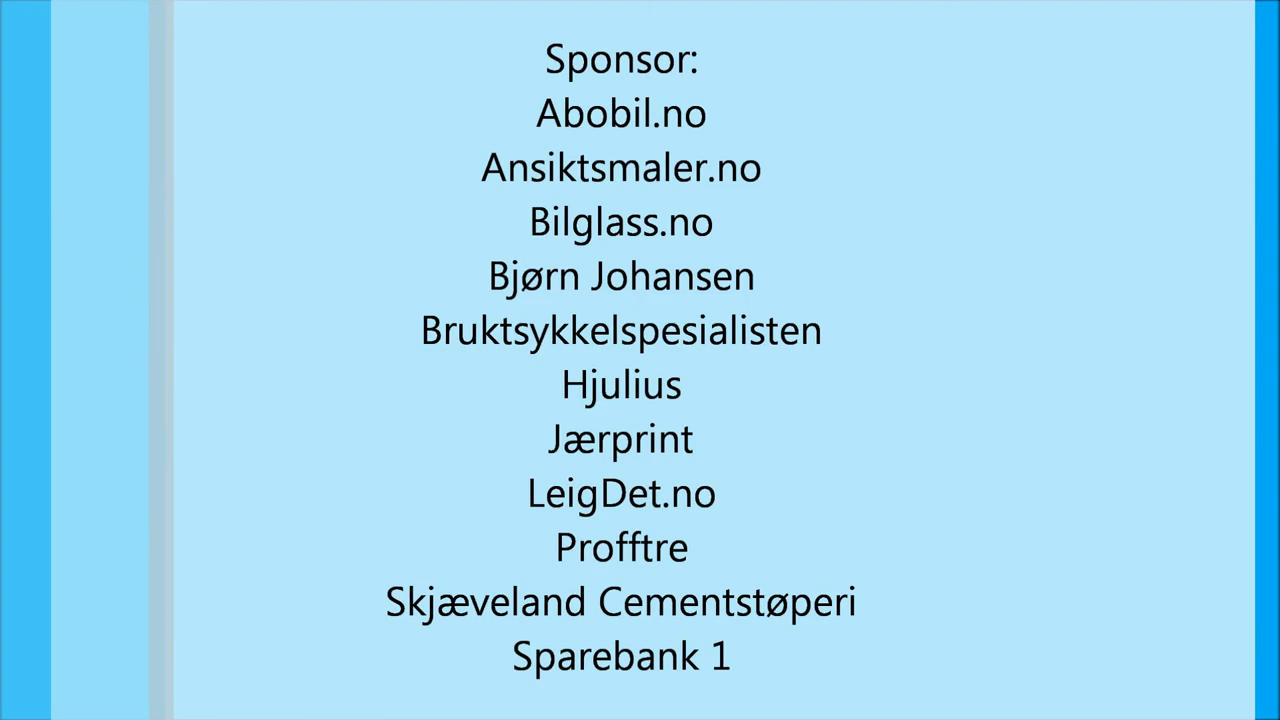 Sponsor:
Abobil.no
Ansiktsmaler.no
Bilglass.no
Bjørn Johansen
Bruktsykkelspesialisten
Hjulius
Jærprint
LeigDet.no
Profftre
Skjæveland Cementstøperi
Sparebank 1